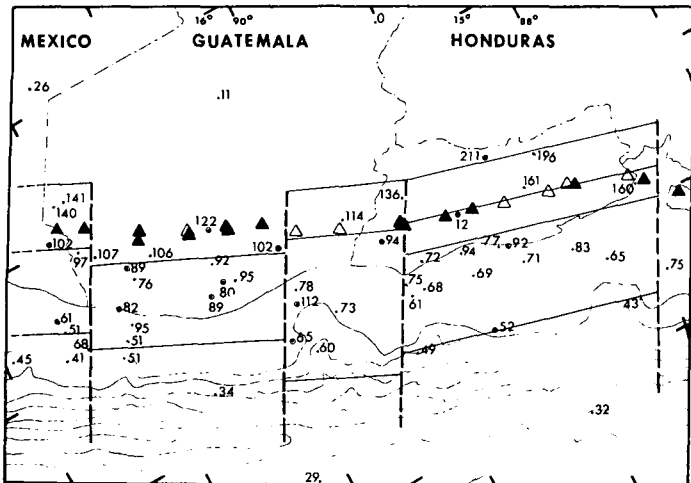 16° 90° .0 15° 88°
MEXICO GUATEMALA HONDURAS
.26 .11
211 196
141 136 161 160
140 114 12
122
102 102 94 77 92 83
107 106 94
97 92 72 71 65
89 69 75
76 95 75 68
80 78
89 112 61
82 73 43
61 95 52
51 51 65
68 60 49
.45 .41 51
.34 .32
29.